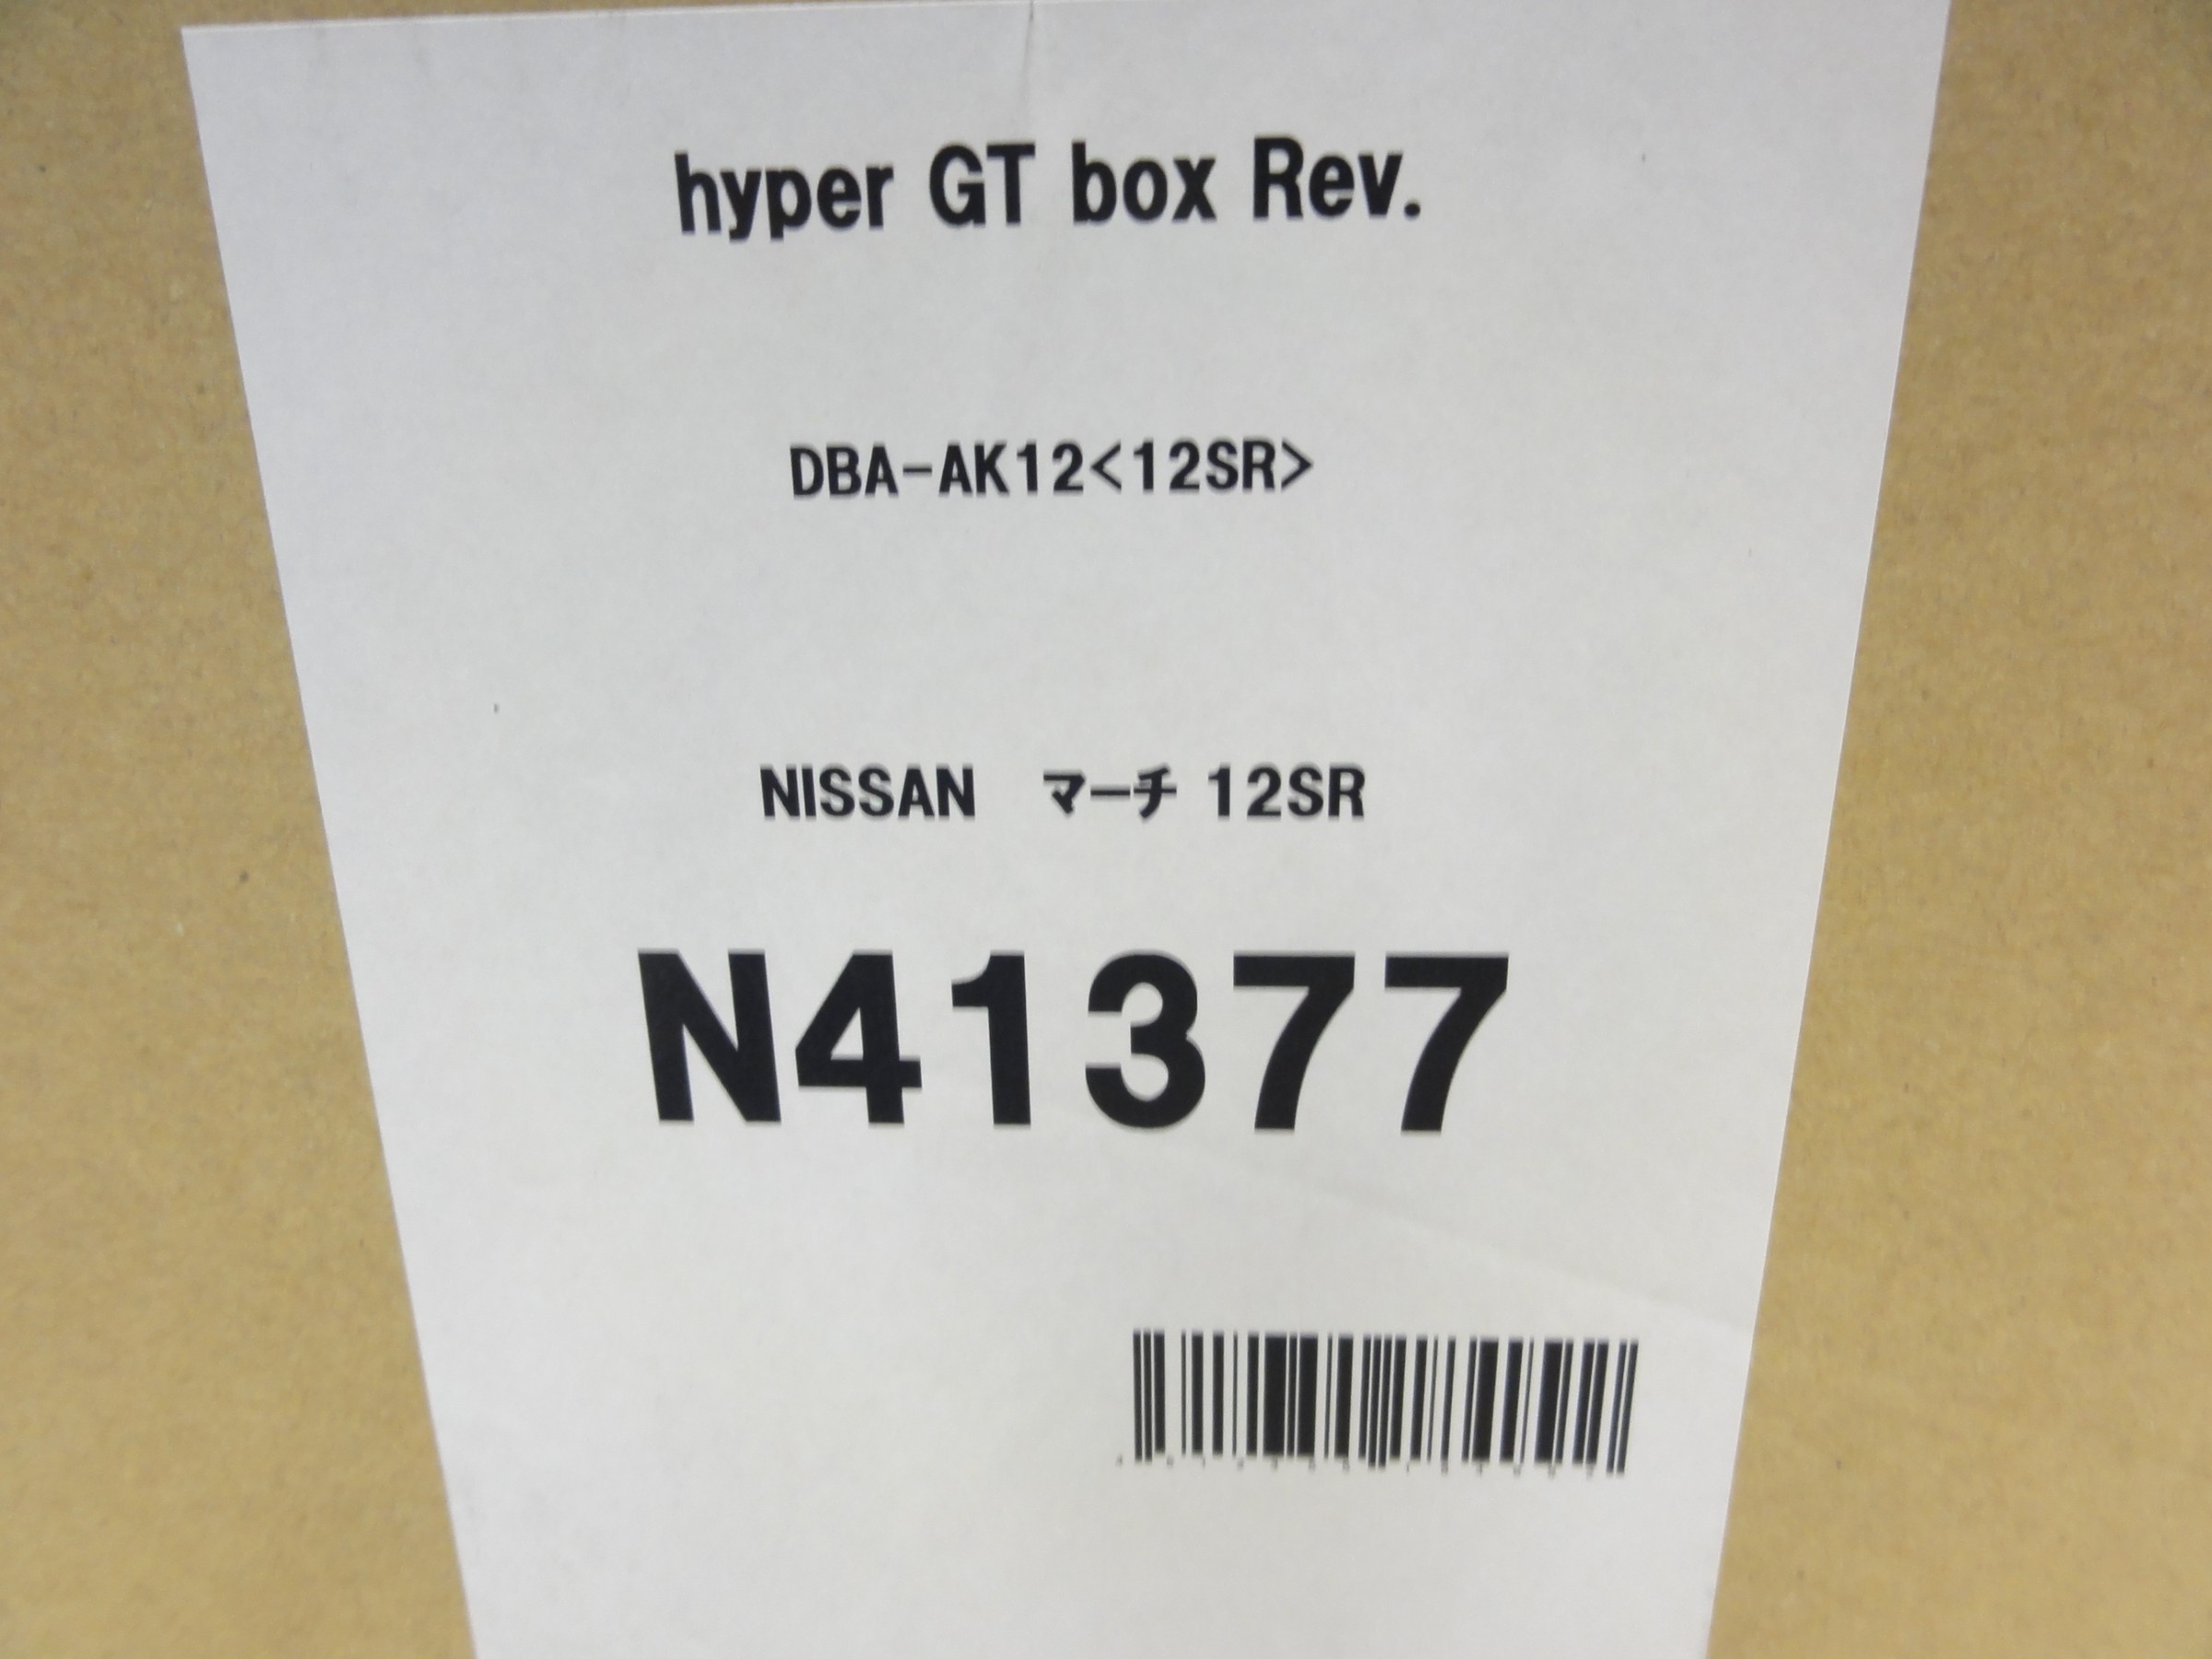 hyper GT box Rev.
DBA-AK12<12SR>
NISSAN　マーチ 12SR
N41377